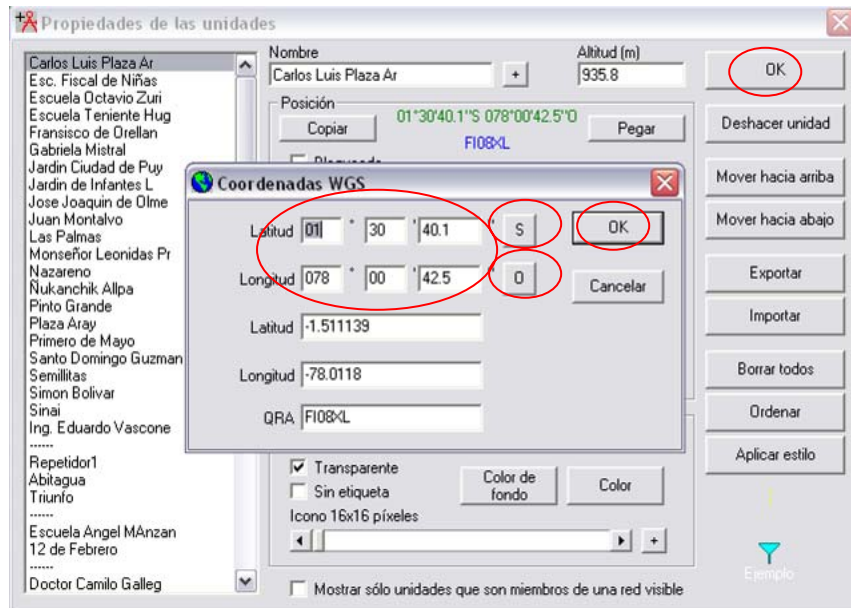 Propiedades de las unidades
Carlos Luis Plaza Ar
Esc. Fiscal de Niñas
Escuela Octavio Zuri
Escuela Teniente Hug
Fransisco de Orellan
Gabriela Mistral
Jardin Ciudad de Puy
Jardin de Infantes L
Jose Joaquin de Olme
Juan Montalvo
Las Palmas
Monseñor Leonidas Pr
Nazareno
Ñukanchik Allpa
Pinto Grande
Plaza Aray
Primero de Mayo
Santo Domingo Guzman
Semillitas
Simon Bolivar
Sinai
Ing. Eduardo Vascone
------
Repetidor1
Abitagua
Triunfo
------
Escuela Angel MAnzan
12 de Febrero
------
Doctor Camilo Galleg
Nombre
Carlos Luis Plaza Ar
+
Altitud (m)
935.8
Posición
Copiar
01°30'40.1''S 078°00'42.5''O
FI08XL
Pegar
Coordenadas WGS
Latitud 01 ° 30 ' 40.1 '' S
Longitud 078 ° 00 ' 42.5 '' O
OK
Cancelar
Latitud -1.511139
Longitud -78.0118
QRA FI08XL
Transparente
Sin etiqueta
Color de fondo
Color
Icono 16x16 píxeles
+
Mostrar sólo unidades que son miembros de una red visible
OK
Deshacer unidad
Mover hacia arriba
Mover hacia abajo
Exportar
Importar
Borrar todos
Ordenar
Aplicar estilo
Ejemplo